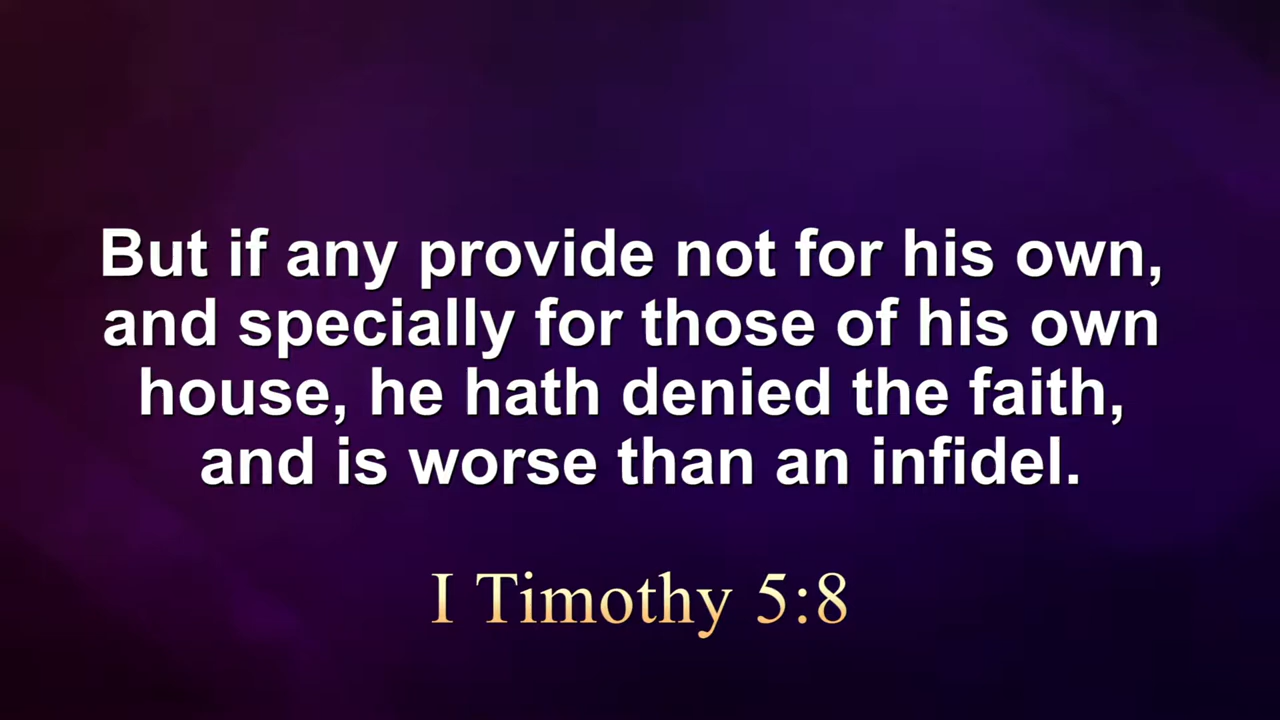 But if any provide not for his own,
and specially for those of his own
house, he hath denied the faith,
and is worse than an infidel.
I Timothy 5:8